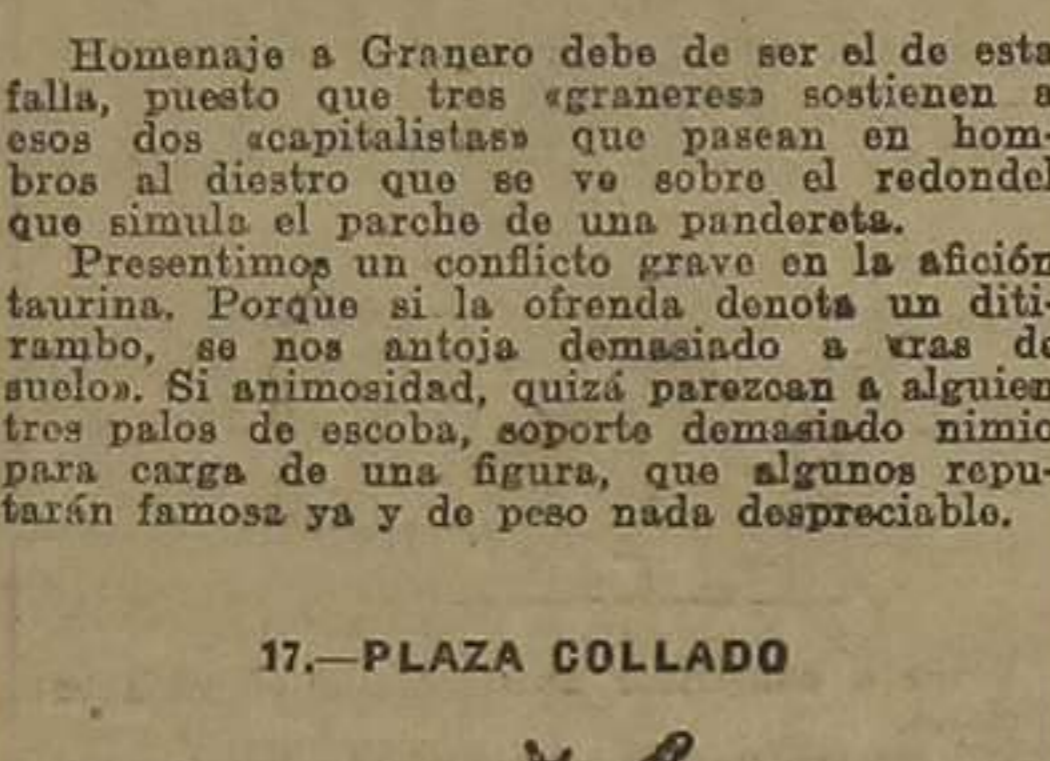 Homenaje a Granero debe de ser el de esta
falla, puesto que tres «graneres» sostienen a
esos dos «capitalistas» que pasean en hom-
bros al diestro que se ve sobre el redondel
que simula el parche de una pandereta.
Presentimos un conflicto grave en la afición
taurina. Porque si la ofrenda denota un diti-
rambo, se nos antoja demasiado a «ras de
suelo». Si animosidad, quizá parezcan a alguien
tres palos de escoba, soporte demasiado nimio
para carga de una figura, que algunos repu-
tarán famosa ya y de peso nada despreciable.
17.—PLAZA COLLADO